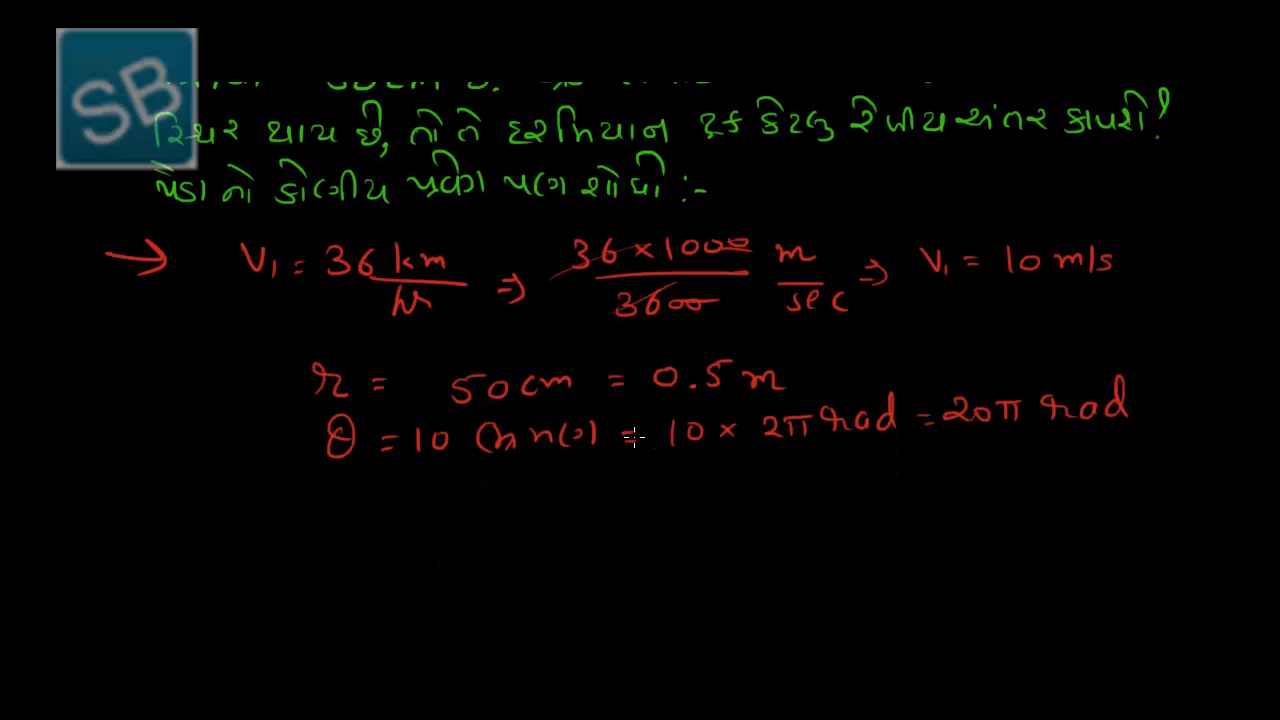 SB
સ્થિર થાય છે, તો તે દરમિયાન ટ્રક કેટલુ રેખીય અંતર કાપશે?
પૈડા નો કોણીય પ્રવેગ પણ શોધો :-
→ V₁ = 36 km/hr ⇒ 36 × 1000/3600 m/sec ⇒ V₁ = 10 m/s
r = 50 cm = 0.5 m
θ = 10 = 10 × 2π rad = 20π rad